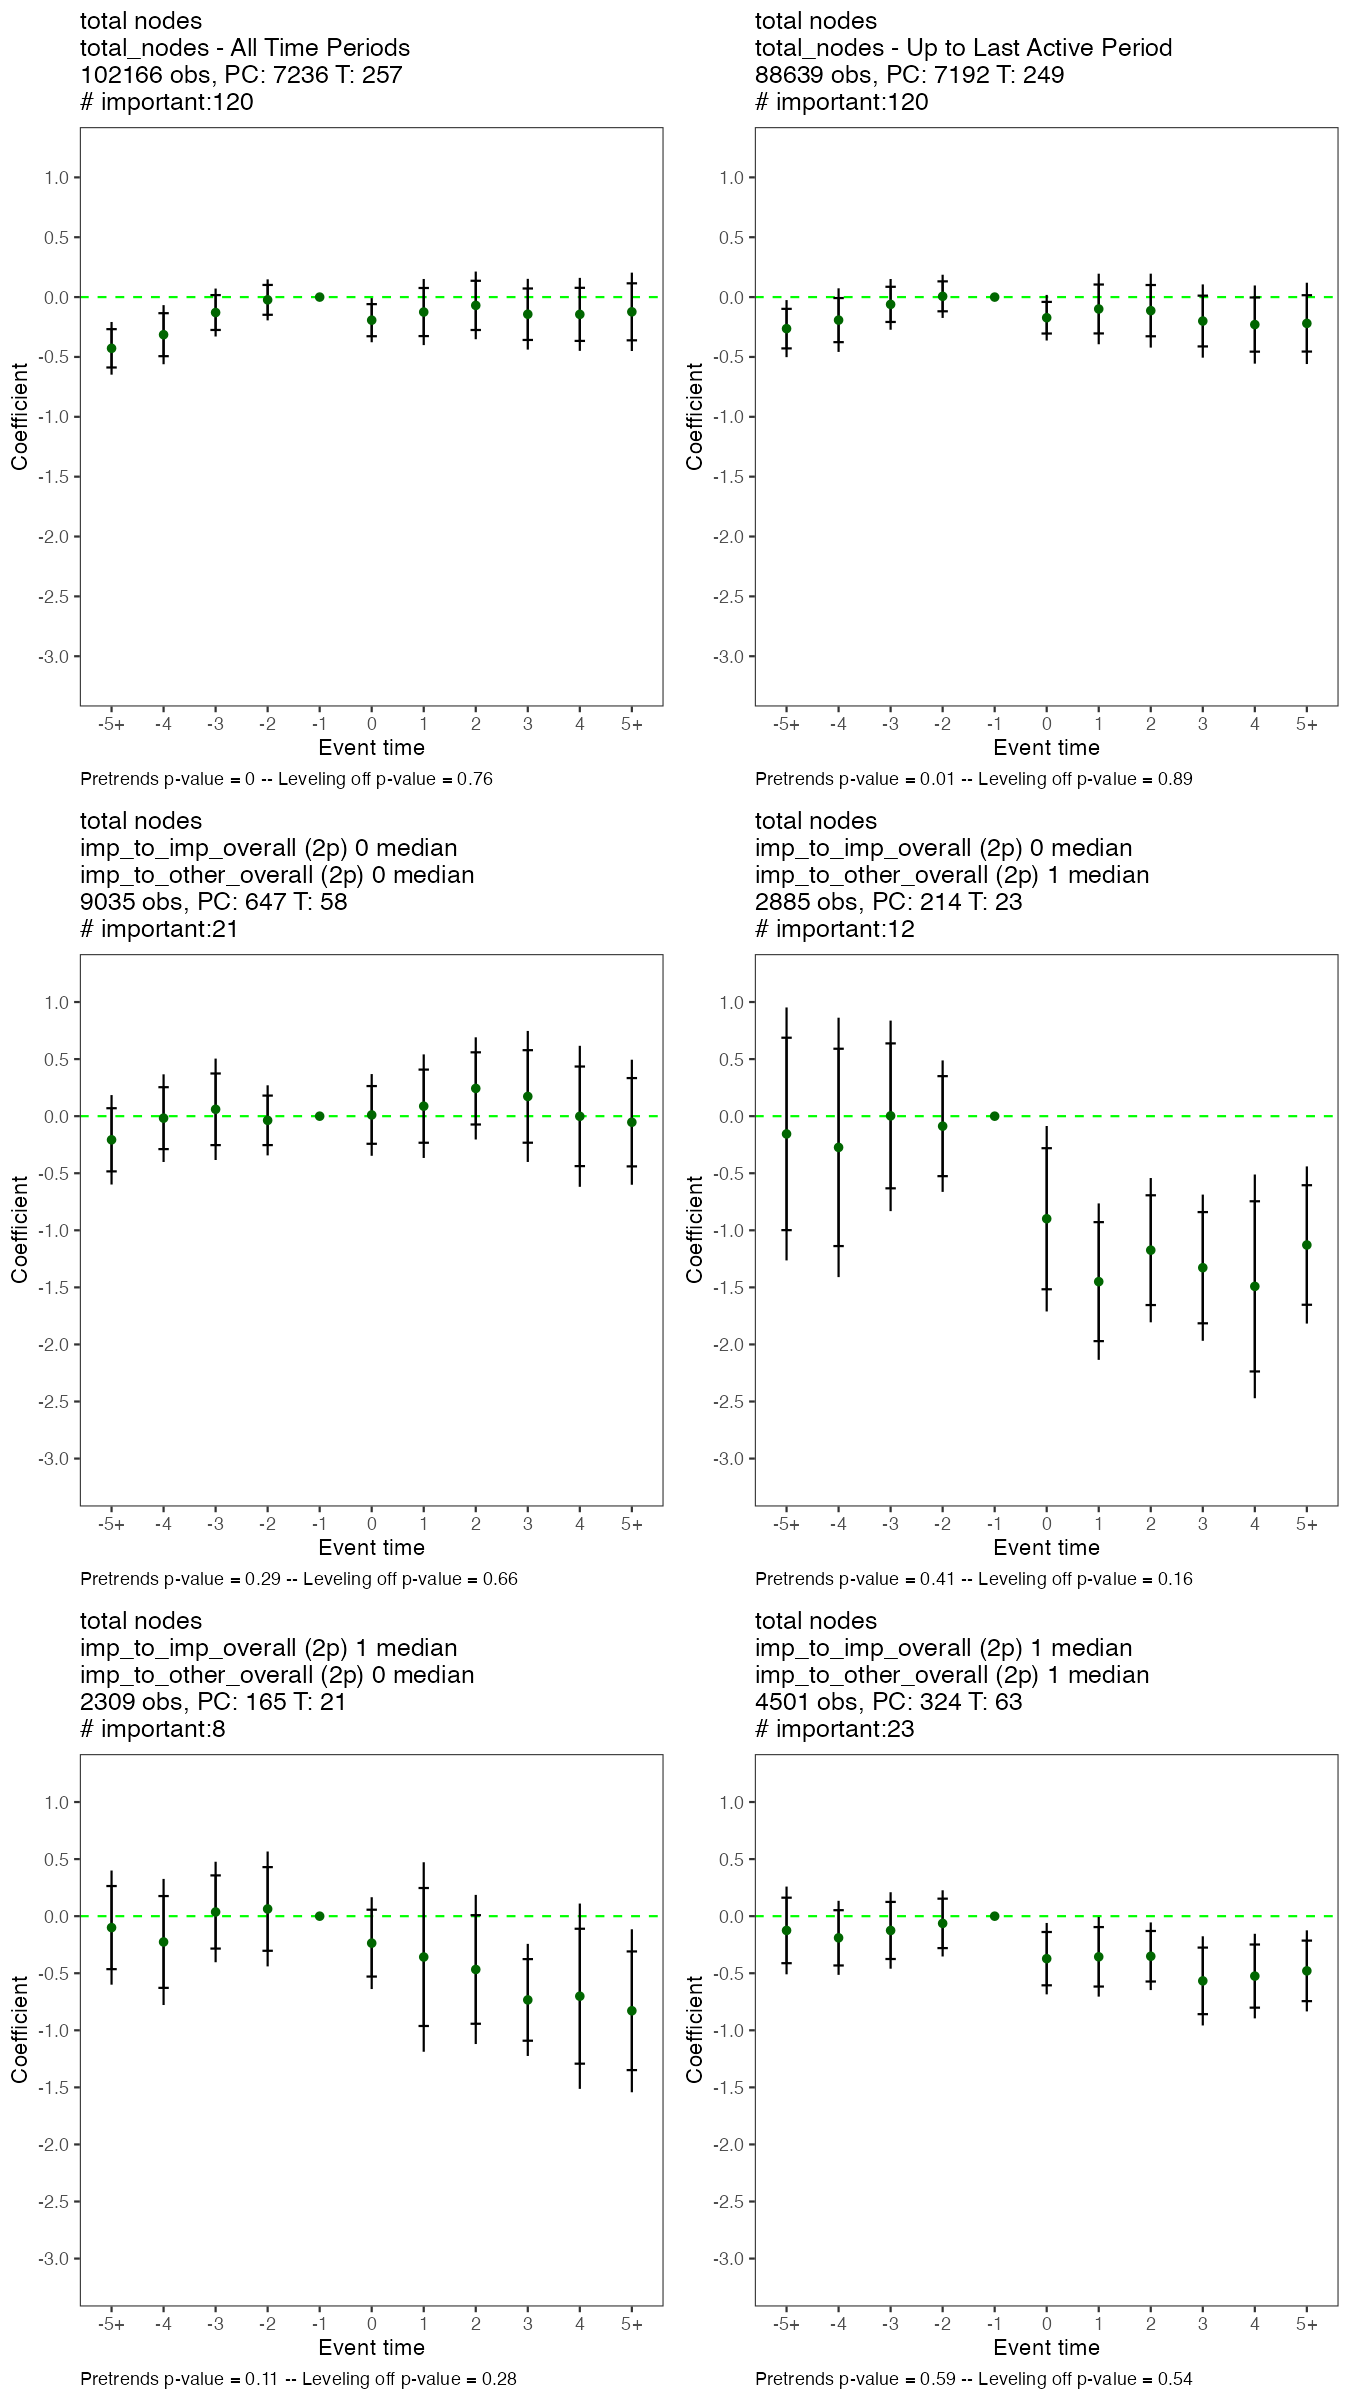 total nodes
total_nodes - All Time Periods
102166 obs, PC: 7236 T: 257
# important:120
1.0
0.5
0.0
-0.5
-1.0
-1.5
-2.0
-2.5
-3.0
Coefficient
-5+ -4 -3 -2 -1 0 1 2 3 4 5+
Event time
Pretrends p-value = 0 -- Leveling off p-value = 0.76
total nodes
total_nodes - Up to Last Active Period
88639 obs, PC: 7192 T: 249
# important:120
1.0
0.5
0.0
-0.5
-1.0
-1.5
-2.0
-2.5
-3.0
Coefficient
-5+ -4 -3 -2 -1 0 1 2 3 4 5+
Event time
Pretrends p-value = 0.01 -- Leveling off p-value = 0.89
total nodes
imp_to_imp_overall (2p) 0 median
imp_to_other_overall (2p) 0 median
9035 obs, PC: 647 T: 58
# important:21
1.0
0.5
0.0
-0.5
-1.0
-1.5
-2.0
-2.5
-3.0
Coefficient
-5+ -4 -3 -2 -1 0 1 2 3 4 5+
Event time
Pretrends p-value = 0.29 -- Leveling off p-value = 0.66
total nodes
imp_to_imp_overall (2p) 0 median
imp_to_other_overall (2p) 1 median
2885 obs, PC: 214 T: 23
# important:12
1.0
0.5
0.0
-0.5
-1.0
-1.5
-2.0
-2.5
-3.0
Coefficient
-5+ -4 -3 -2 -1 0 1 2 3 4 5+
Event time
Pretrends p-value = 0.41 -- Leveling off p-value = 0.16
total nodes
imp_to_imp_overall (2p) 1 median
imp_to_other_overall (2p) 0 median
2309 obs, PC: 165 T: 21
# important:8
1.0
0.5
0.0
-0.5
-1.0
-1.5
-2.0
-2.5
-3.0
Coefficient
-5+ -4 -3 -2 -1 0 1 2 3 4 5+
Event time
Pretrends p-value = 0.11 -- Leveling off p-value = 0.28
total nodes
imp_to_imp_overall (2p) 1 median
imp_to_other_overall (2p) 1 median
4501 obs, PC: 324 T: 63
# important:23
1.0
0.5
0.0
-0.5
-1.0
-1.5
-2.0
-2.5
-3.0
Coefficient
-5+ -4 -3 -2 -1 0 1 2 3 4 5+
Event time
Pretrends p-value = 0.59 -- Leveling off p-value = 0.54